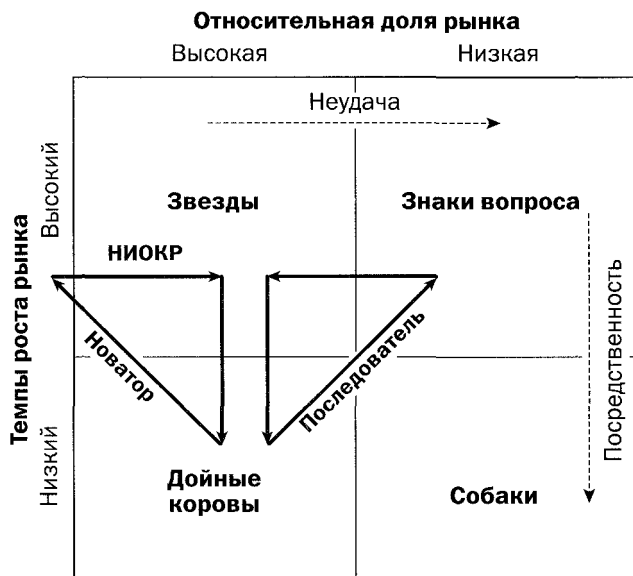 Относительная доля рынка
Высокая
Низкая
Неудача
Темпы роста рынка
Высокий
Звезды
Знаки вопроса
НИОКР
Новатор
Последователь
Посредственность
Низкий
Дойные
коровы
Собаки